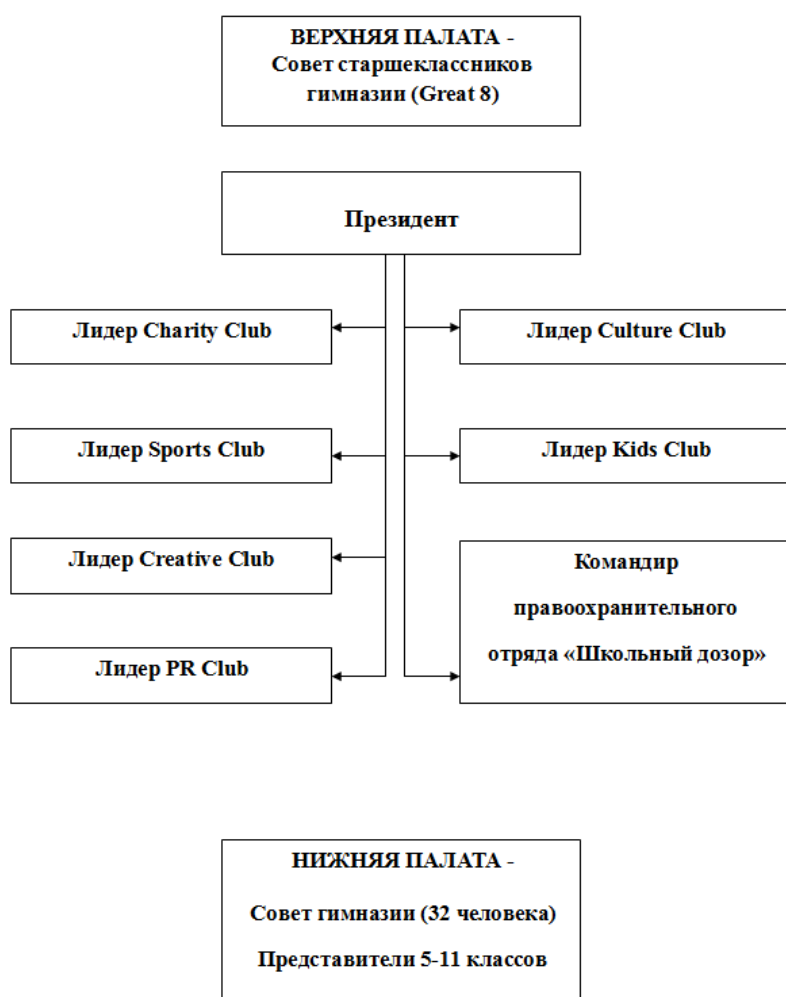 ВЕРХНЯЯ ПАЛАТА -
Совет старшеклассников
гимназии (Great 8)
Президент
Лидер Charity Club
Лидер Culture Club
Лидер Sports Club
Лидер Kids Club
Лидер Creative Club
Командир
правоохранительного
отряда «Школьный дозор»
Лидер PR Club
НИЖНЯЯ ПАЛАТА -
Совет гимназии (32 человека)
Представители 5-11 классов